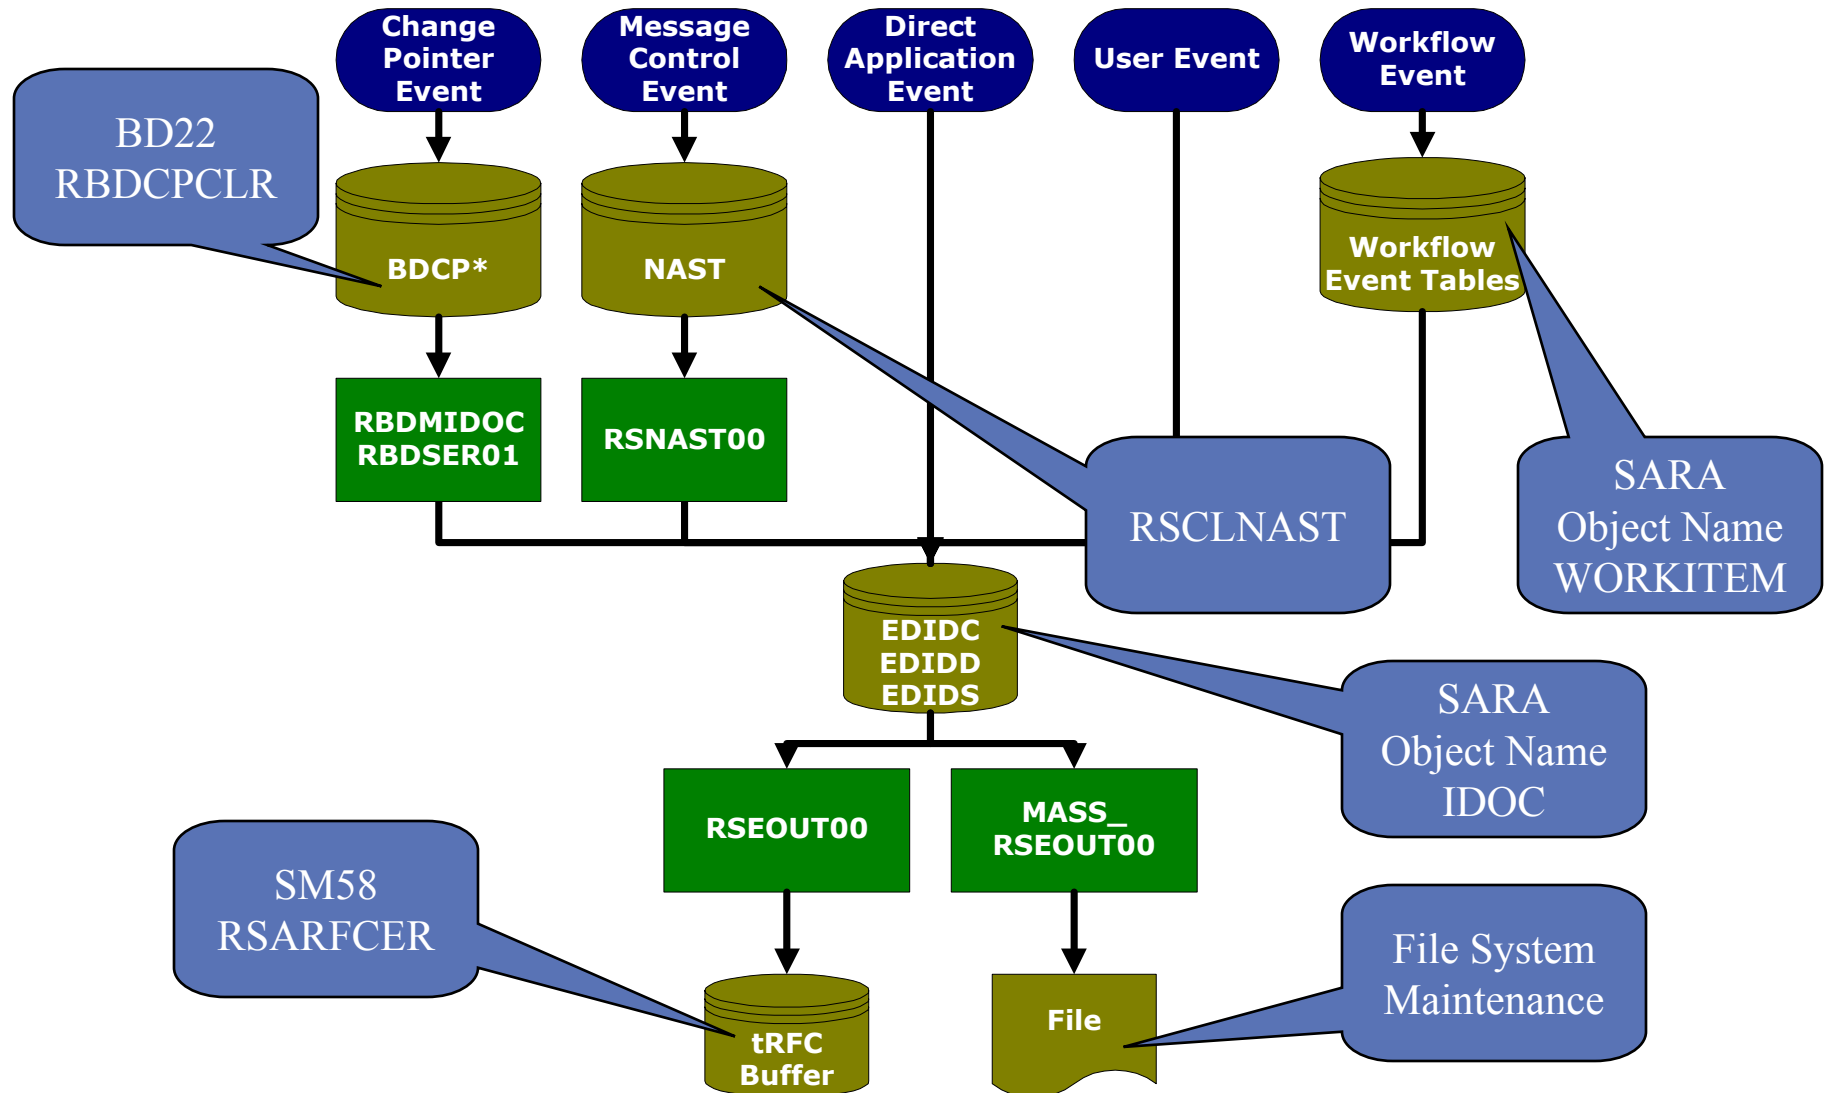 Change
Pointer
Event
Message
Control
Event
Direct
Application
Event
User Event
Workflow
Event
BD22
RBDCPCLR
BDCP*
NAST
Workflow
Event Tables
RBDMIDOC
RBDSER01
RSNAST00
RSCLNAST
SARA
Object Name
WORKITEM
EDIDC
EDIDD
EDIDS
SARA
Object Name
IDOC
RSEOUT00
MASS_
RSEOUT00
SM58
RSARFCER
File System
Maintenance
tRFC
Buffer
File